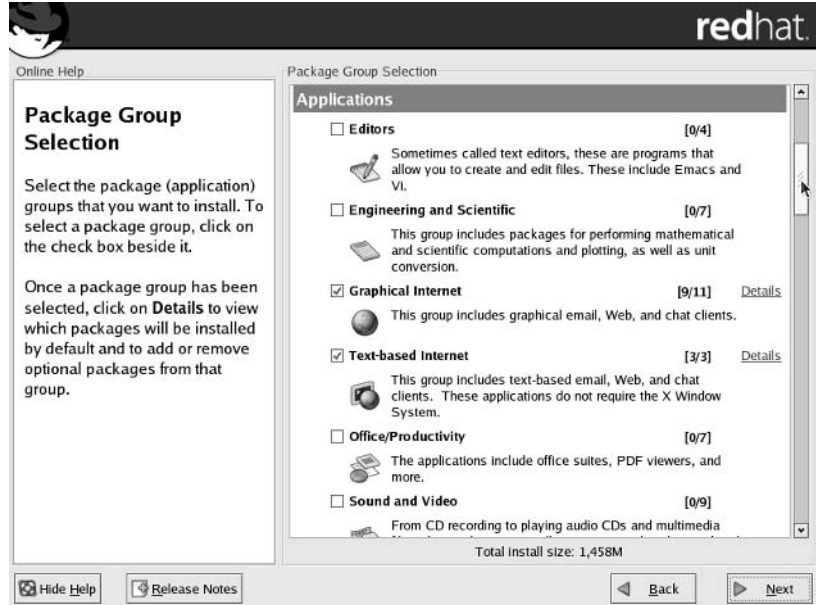 redhat.
Online Help
Package Group
Selection
Select the package (application)
groups that you want to install. To
select a package group, click on
the check box beside it.
Once a package group has been
selected, click on Details to view
which packages will be installed
by default and to add or remove
optional packages from that
group.
Package Group Selection
Applications
Editors [0/4]
Sometimes called text editors, these are programs that
allow you to create and edit files. These include Emacs and
Vi.
Engineering and Scientific [0/7]
This group includes packages for performing mathematical
and scientific computations and plotting, as well as unit
conversion.
Graphical Internet [9/11] Details
This group includes graphical email, Web, and chat clients.
Text-based Internet [3/3] Details
This group includes text-based email, Web, and chat
clients. These applications do not require the X Window
System.
Office/Productivity [0/7]
The applications include office suites, PDF viewers, and
more.
Sound and Video [0/9]
From CD recording to playing audio CDs and multimedia
Total install size: 1,458M
Hide Help
Release Notes
Back
Next